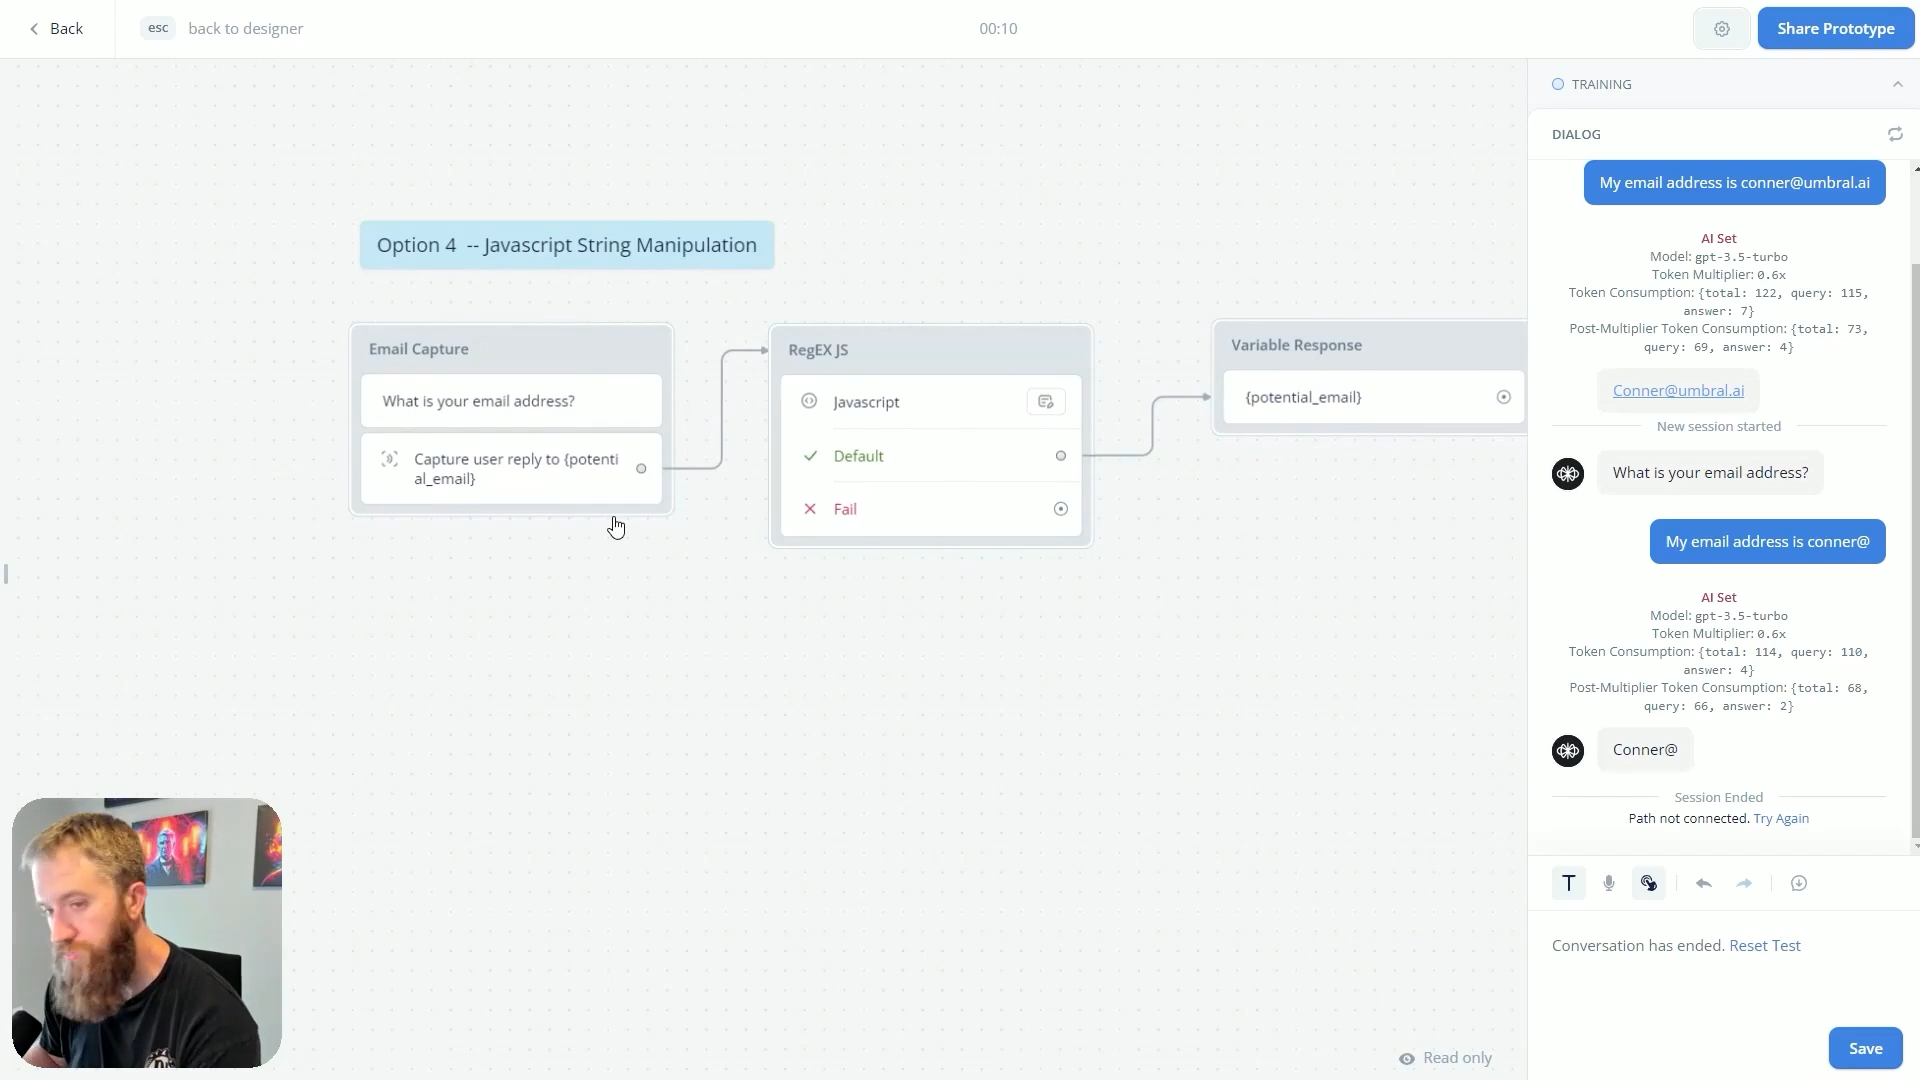 Back
esc back to designer
00:10
Share Prototype
TRAINING
DIALOG
Option 4 -- Javascript String Manipulation
Email Capture
What is your email address?
Capture user reply to {potenti
al_email}
RegEX JS
Javascript
Default
Fail
Variable Response
{potential_email}
My email address is conner@umbral.ai
AI Set
Model: gpt-3.5-turbo
Token Multiplier: 0.6x
Token Consumption: {total: 122, query: 115,
answer: 7}
Post-Multiplier Token Consumption: {total: 73,
query: 69, answer: 4}
Conner@umbral.ai
New session started
What is your email address?
My email address is conner@
AI Set
Model: gpt-3.5-turbo
Token Multiplier: 0.6x
Token Consumption: {total: 114, query: 110,
answer: 4}
Post-Multiplier Token Consumption: {total: 68,
query: 66, answer: 2}
Conner@
Session Ended
Path not connected. Try Again
T
Conversation has ended. Reset Test
Read only
Save